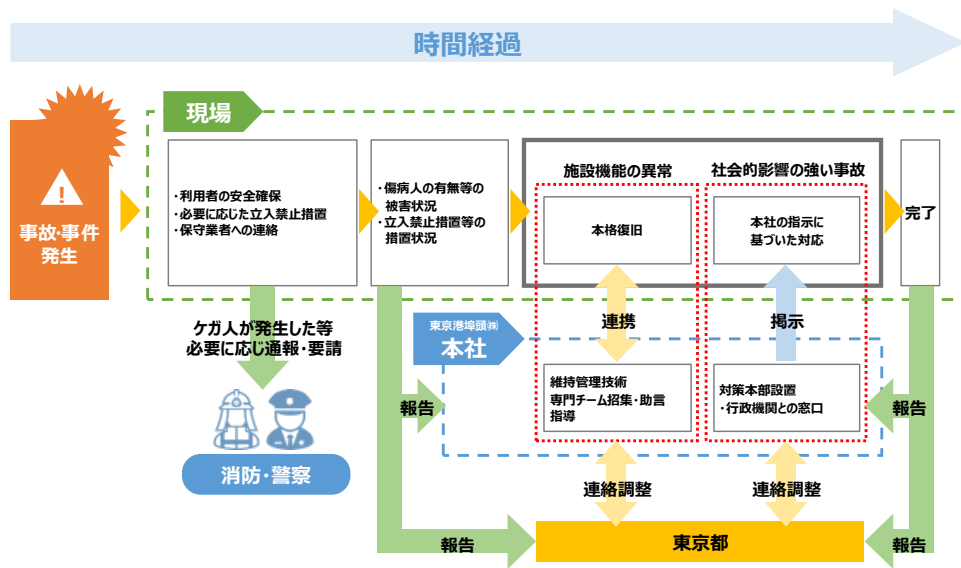 時間経過
現場
!
事故・事件
発生
・利用者の安全確保
・必要に応じた立入禁止措置
・保守業者への連絡
・傷病人の有無等の
被害状況
・立入禁止措置等の
措置状況
施設機能の異常
本格復旧
社会的影響の強い事故
本社の指示に
基づいた対応
完了
ケガ人が発生した等
必要に応じ通報・要請
消防・警察
東京港埠頭㈱
本社
連携
掲示
維持管理技術
専門チーム招集・助言
指導
対策本部設置
・行政機関との窓口
報告
報告
連絡調整
連絡調整
報告
東京都
報告